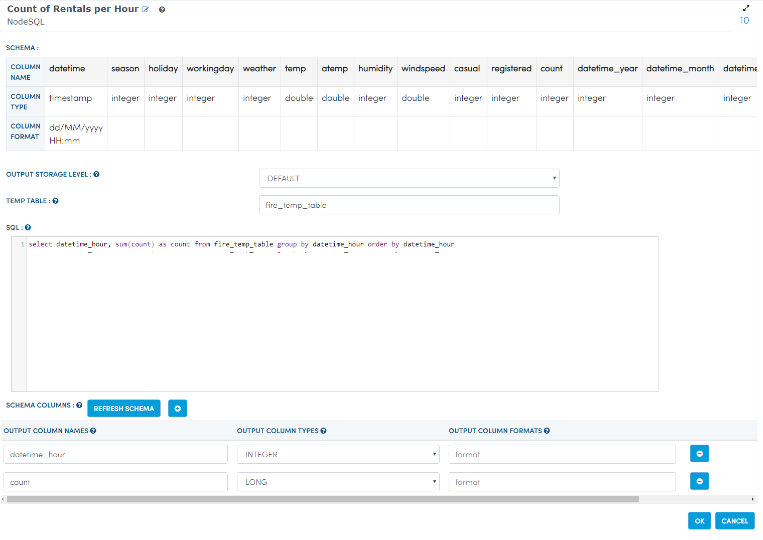 Count of Rentals per Hour
NodeSQL
10
SCHEMA :
COLUMN NAME datetime season holiday workingday weather temp atemp humidity windspeed casual registered count datetime_year datetime_month datetime
COLUMN TYPE timestamp integer integer integer integer double double integer double integer integer integer integer integer integer
COLUMN FORMAT dd/MM/yyyy HH:mm
OUTPUT STORAGE LEVEL :
DEFAULT
TEMP TABLE :
fire_temp_table
SQL :
1 select datetime_hour, sum(count) as count from fire_temp_table group by datetime_hour order by datetime_hour
SCHEMA COLUMNS : REFRESH SCHEMA
OUTPUT COLUMN NAMES OUTPUT COLUMN TYPES OUTPUT COLUMN FORMATS
datetime_hour INTEGER format
count LONG format
OK CANCEL